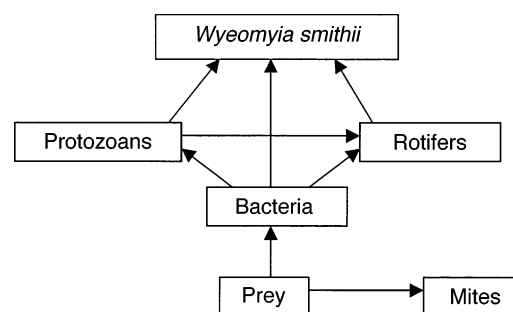 Wyeomyia smithii
Protozoans
Rotifers
Bacteria
Prey
Mites